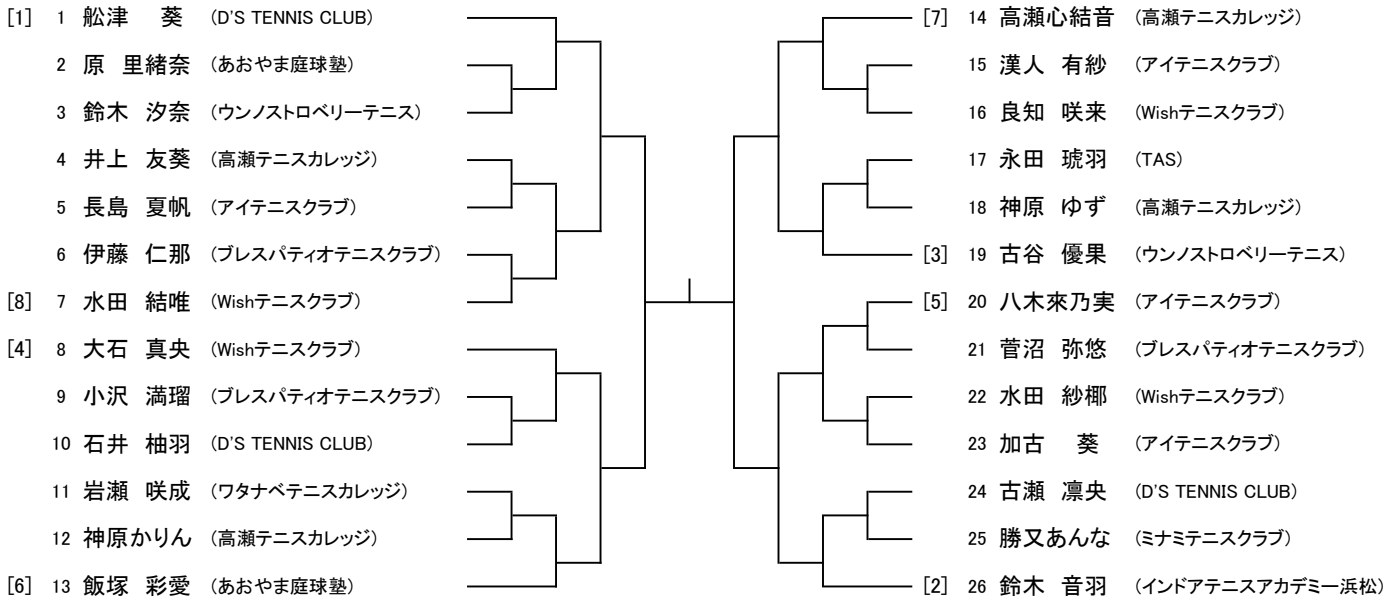 [1] 1 舩津　葵 (D'S TENNIS CLUB)
2 原　里緒奈 (あおやま庭球塾)
3 鈴木　汐奈 (ウンノストロベリーテニス)
4 井上　友葵 (高瀬テニスカレッジ)
5 長島　夏帆 (アイテニスクラブ)
6 伊藤　仁那 (ブレスパティオテニスクラブ)
[8] 7 水田　結唯 (Wishテニスクラブ)
[4] 8 大石　真央 (Wishテニスクラブ)
9 小沢　満瑠 (ブレスパティオテニスクラブ)
10 石井　柚羽 (D'S TENNIS CLUB)
11 岩瀬　咲成 (ワタナベテニスカレッジ)
12 神原かりん (高瀬テニスカレッジ)
[6] 13 飯塚　彩愛 (あおやま庭球塾)
[7] 14 高瀬心結音 (高瀬テニスカレッジ)
15 漢人　有紗 (アイテニスクラブ)
16 良知　咲来 (Wishテニスクラブ)
17 永田　琥羽 (TAS)
18 神原　ゆず (高瀬テニスカレッジ)
[3] 19 古谷　優果 (ウンノストロベリーテニス)
[5] 20 八木來乃実 (アイテニスクラブ)
21 菅沼　弥悠 (ブレスパティオテニスクラブ)
22 水田　紗椰 (Wishテニスクラブ)
23 加古　葵 (アイテニスクラブ)
24 古瀬　凛央 (D'S TENNIS CLUB)
25 勝又あんな (ミナミテニスクラブ)
[2] 26 鈴木　音羽 (インドアテニスアカデミー浜松)